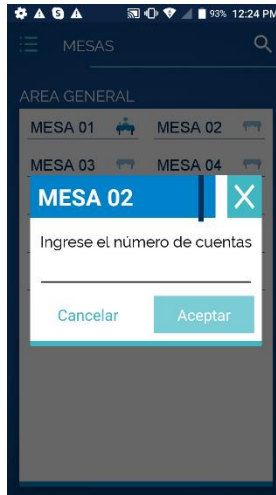 93% 12:24 PM
MESAS
AREA GENERAL
MESA 01 MESA 02
MESA 03 MESA 04
MESA 02 X
Ingrese el número de cuentas
Cancelar Aceptar